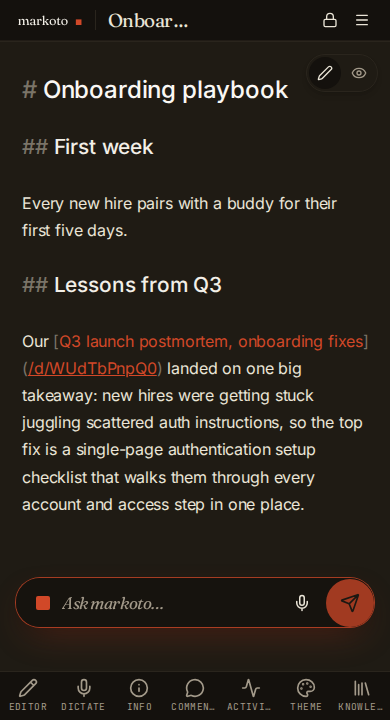 markoto
Onboar...
# Onboarding playbook
## First week
Every new hire pairs with a buddy for their
first five days.
## Lessons from Q3
Our [Q3 launch postmortem, onboarding fixes]
(/d/WUdTbPnpQ0) landed on one big
takeaway: new hires were getting stuck
juggling scattered auth instructions, so the top
fix is a single-page authentication setup
checklist that walks them through every
account and access step in one place.
Ask markoto...
EDITOR
DICTATE
INFO
COMMEN…
ACTIVI…
THEME
KNOWLE…